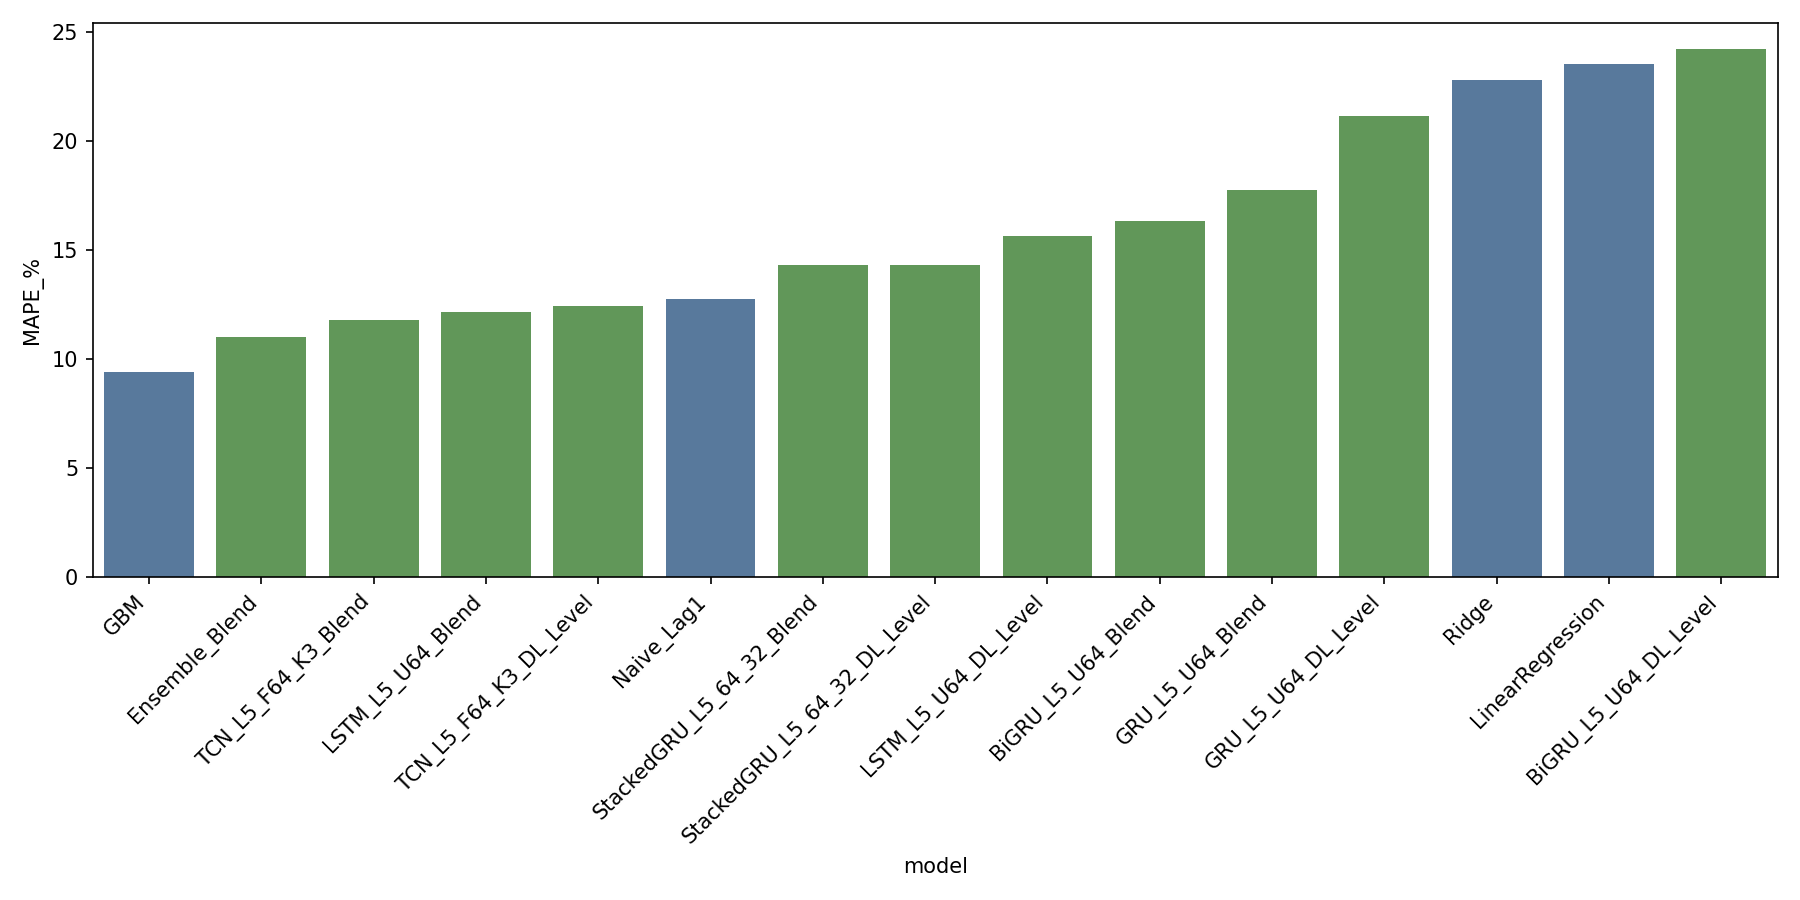 25
20
15
10
5
0
MAPE_%
GBM
Ensemble_Blend
TCN_L5_F64_K3_Blend
LSTM_L5_U64_Blend
TCN_L5_F64_K3_DL_Level
Naive_Lag1
StackedGRU_L5_64_32_Blend
StackedGRU_L5_64_32_DL_Level
LSTM_L5_U64_DL_Level
BiGRU_L5_U64_Blend
GRU_L5_U64_Blend
GRU_L5_U64_DL_Level
Ridge
LinearRegression
BiGRU_L5_U64_DL_Level
model